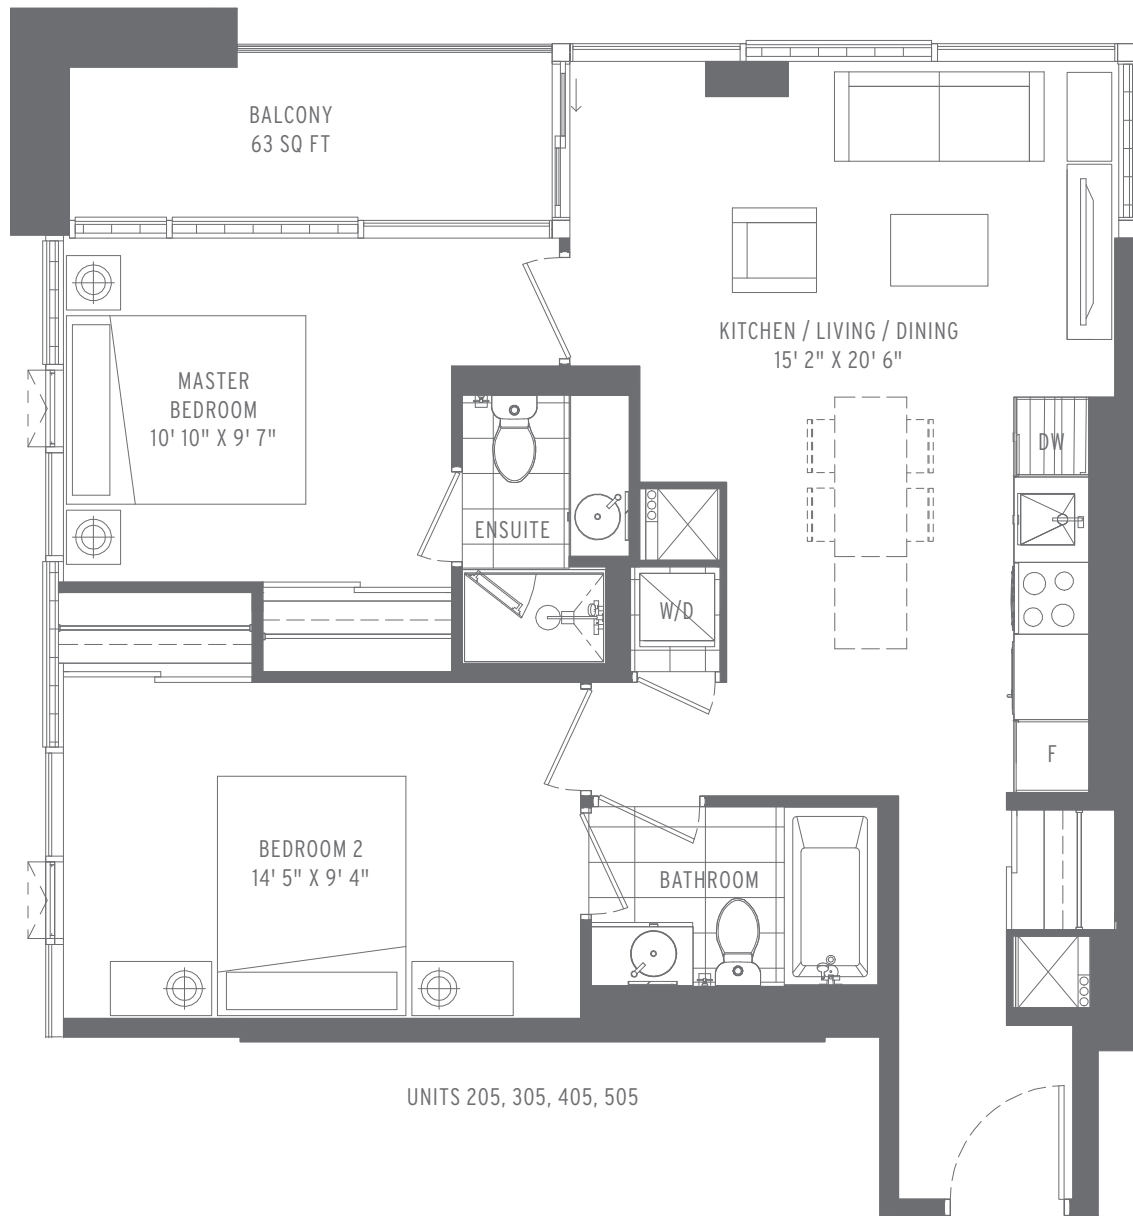 BALCONY
63 SQ FT
KITCHEN / LIVING / DINING
15' 2" X 20' 6"
MASTER
BEDROOM
10' 10" X 9' 7"
DW
ENSUITE
W/D
F
BEDROOM 2
14' 5" X 9' 4"
BATHROOM
UNITS 205, 305, 405, 505